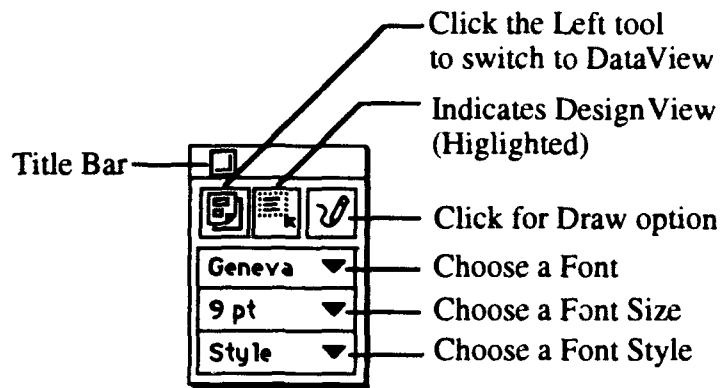 Click the Left tool
to switch to DataView
Indicates Design View
(Higlighted)
Title Bar
Click for Draw option
Geneva
Choose a Font
9 pt
Choose a Font Size
Style
Choose a Font Style